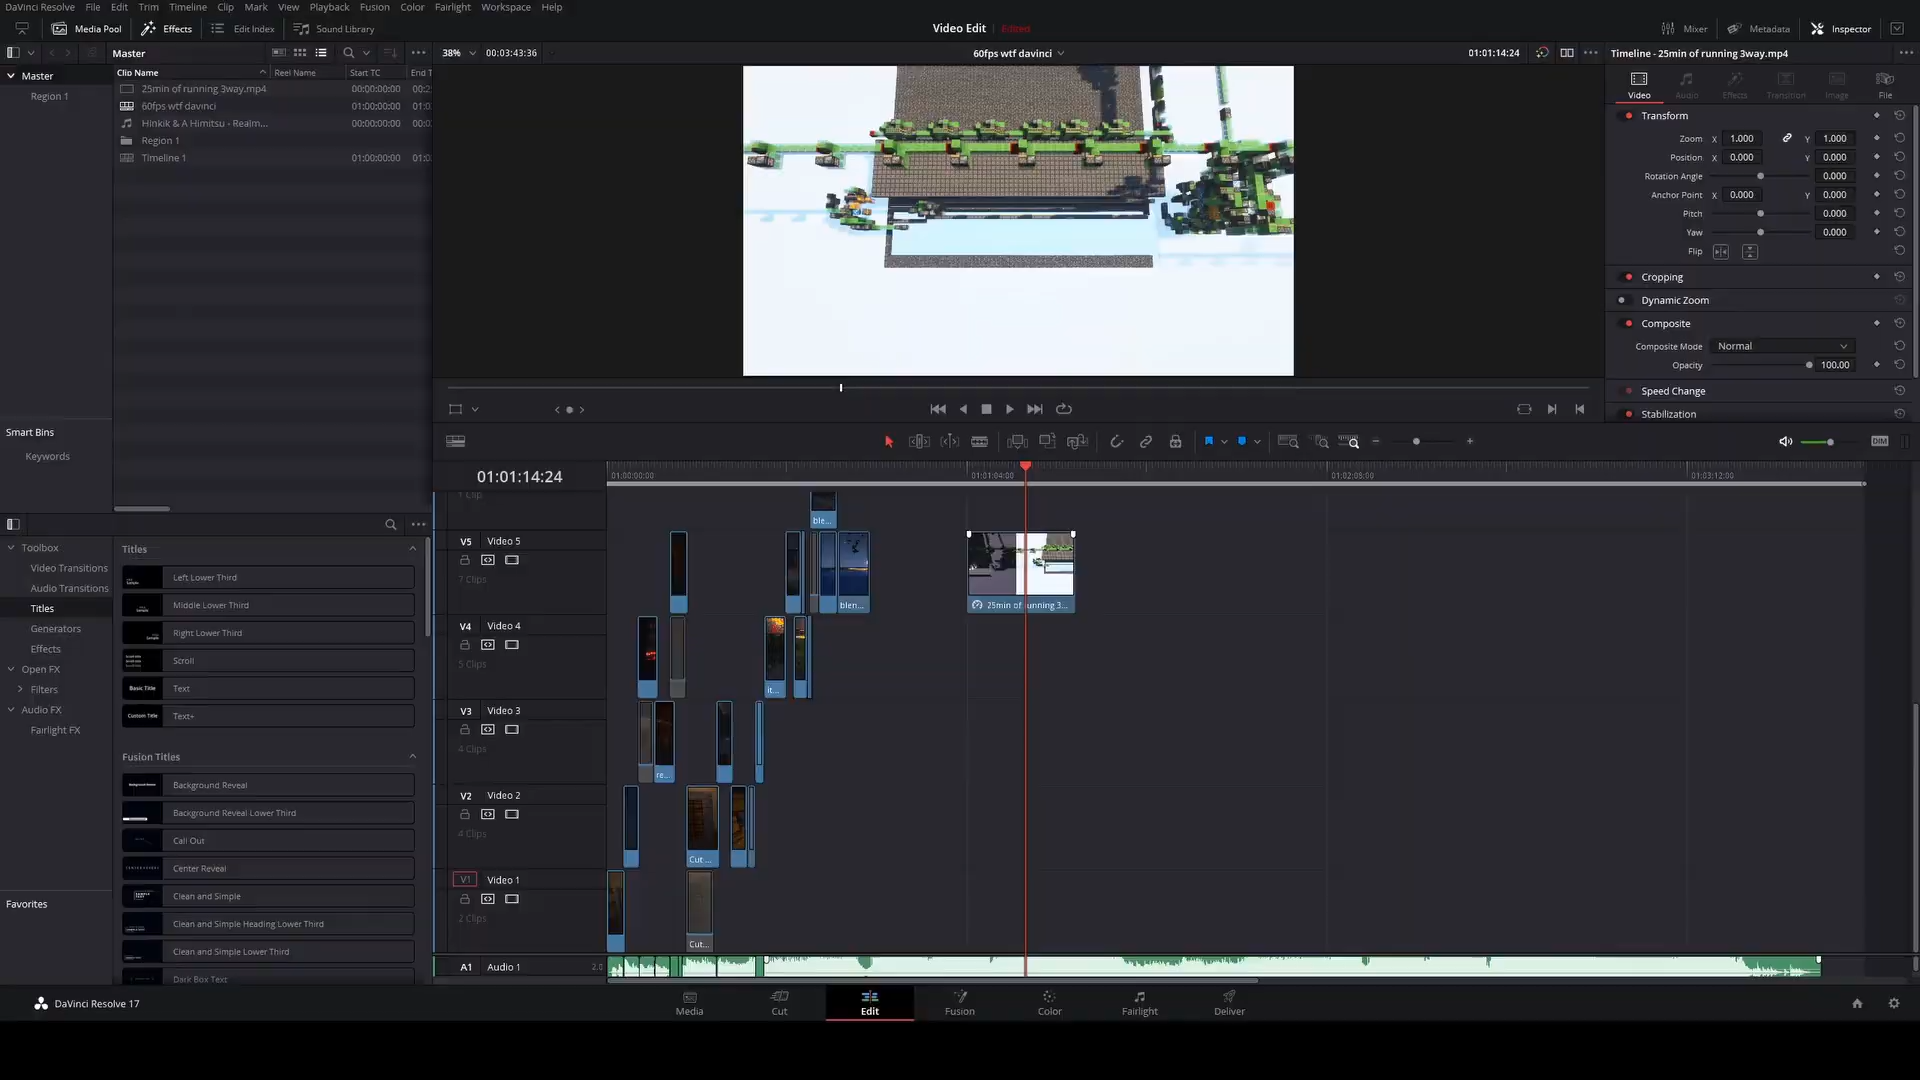 DaVinci Resolve File Edit Trim Timeline Clip Mark View Playback Fusion Color Fairlight Workspace Help
Media Pool Effects Edit Index Sound Library
Video Edit Edited
Mixer Metadata Inspector
Master
38% 00:03:43:36
60fps wtf davinci
01:01:14:24
Timeline - 25min of running 3way.mp4
Master
Region 1
Clip Name Reel Name Start TC End T
25min of running 3way.mp4 00:00:00:00 00:2
60fps wtf davinci 01:00:00:00 01:0
Hinkik & A Himitsu - Realm... 00:00:00:00 00:0
Region 1
Timeline 1 01:00:00:00 01:0
Video Audio Effects Transition Image File
Transform
Zoom X 1.000 Y 1.000
Position X 0.000 Y 0.000
Rotation Angle 0.000
Anchor Point X 0.000 Y 0.000
Pitch 0.000
Yaw 0.000
Flip
Cropping
Dynamic Zoom
Composite
Composite Mode Normal
Opacity 100.00
Speed Change
Stabilization
Smart Bins
Keywords
DIM
01:01:14:24
01:00:00:00 01:01:04:00 01:02:08:00 01:03:12:00
1 Clip
ble...
V5 Video 5
7 Clips
blen...
25min of running 3...
V4 Video 4
5 Clips
it...
V3 Video 3
4 Clips
re...
V2 Video 2
4 Clips
Cut ...
V1 Video 1
2 Clips
Cut...
A1 Audio 1 2.0
Toolbox
Video Transitions
Audio Transitions
Titles
Generators
Effects
Open FX
Filters
Audio FX
Fairlight FX
Favorites
Titles
Left Lower Third
Middle Lower Third
Right Lower Third
Scroll
Basic Title Text
Custom Title Text+
Fusion Titles
Background Reveal
Background Reveal Lower Third
Call Out
Center Reveal
Clean and Simple
Clean and Simple Heading Lower Third
Clean and Simple Lower Third
Dark Box Text
DaVinci Resolve 17
Media Cut Edit Fusion Color Fairlight Deliver